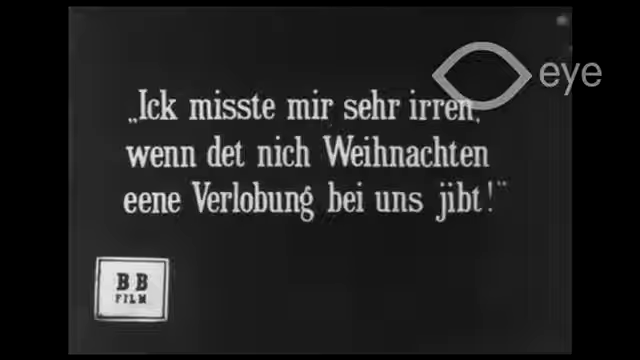 „Ick misste mir sehr irren,
wenn det nich Weihnachten
eene Verlobung bei uns jibt!“
BB
FILM
eye